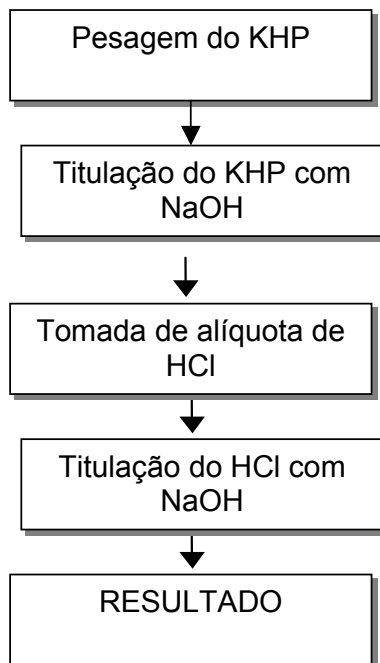 Pesagem do KHP
Titulação do KHP com
NaOH
Tomada de alíquota de
HCl
Titulação do HCl com
NaOH
RESULTADO